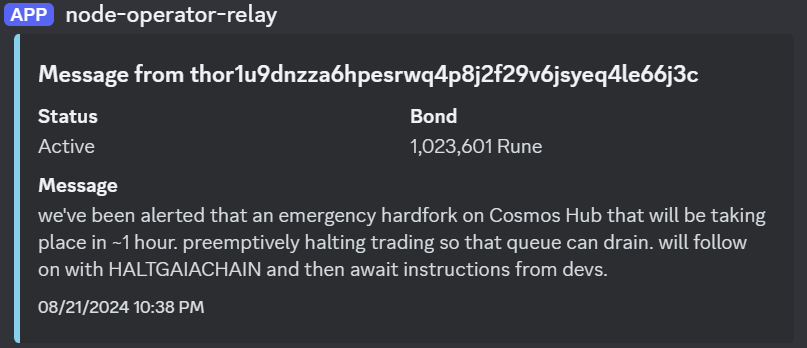 APP node-operator-relay
Message from thor1u9dnzza6hpesrwq4p8j2f29v6jsyeq4le66j3c
Status Bond
Active 1,023,601 Rune
Message
we've been alerted that an emergency hardfork on Cosmos Hub that will be taking
place in ~1 hour. preemptively halting trading so that queue can drain. will follow
on with HALTGAIACHAIN and then await instructions from devs.
08/21/2024 10:38 PM